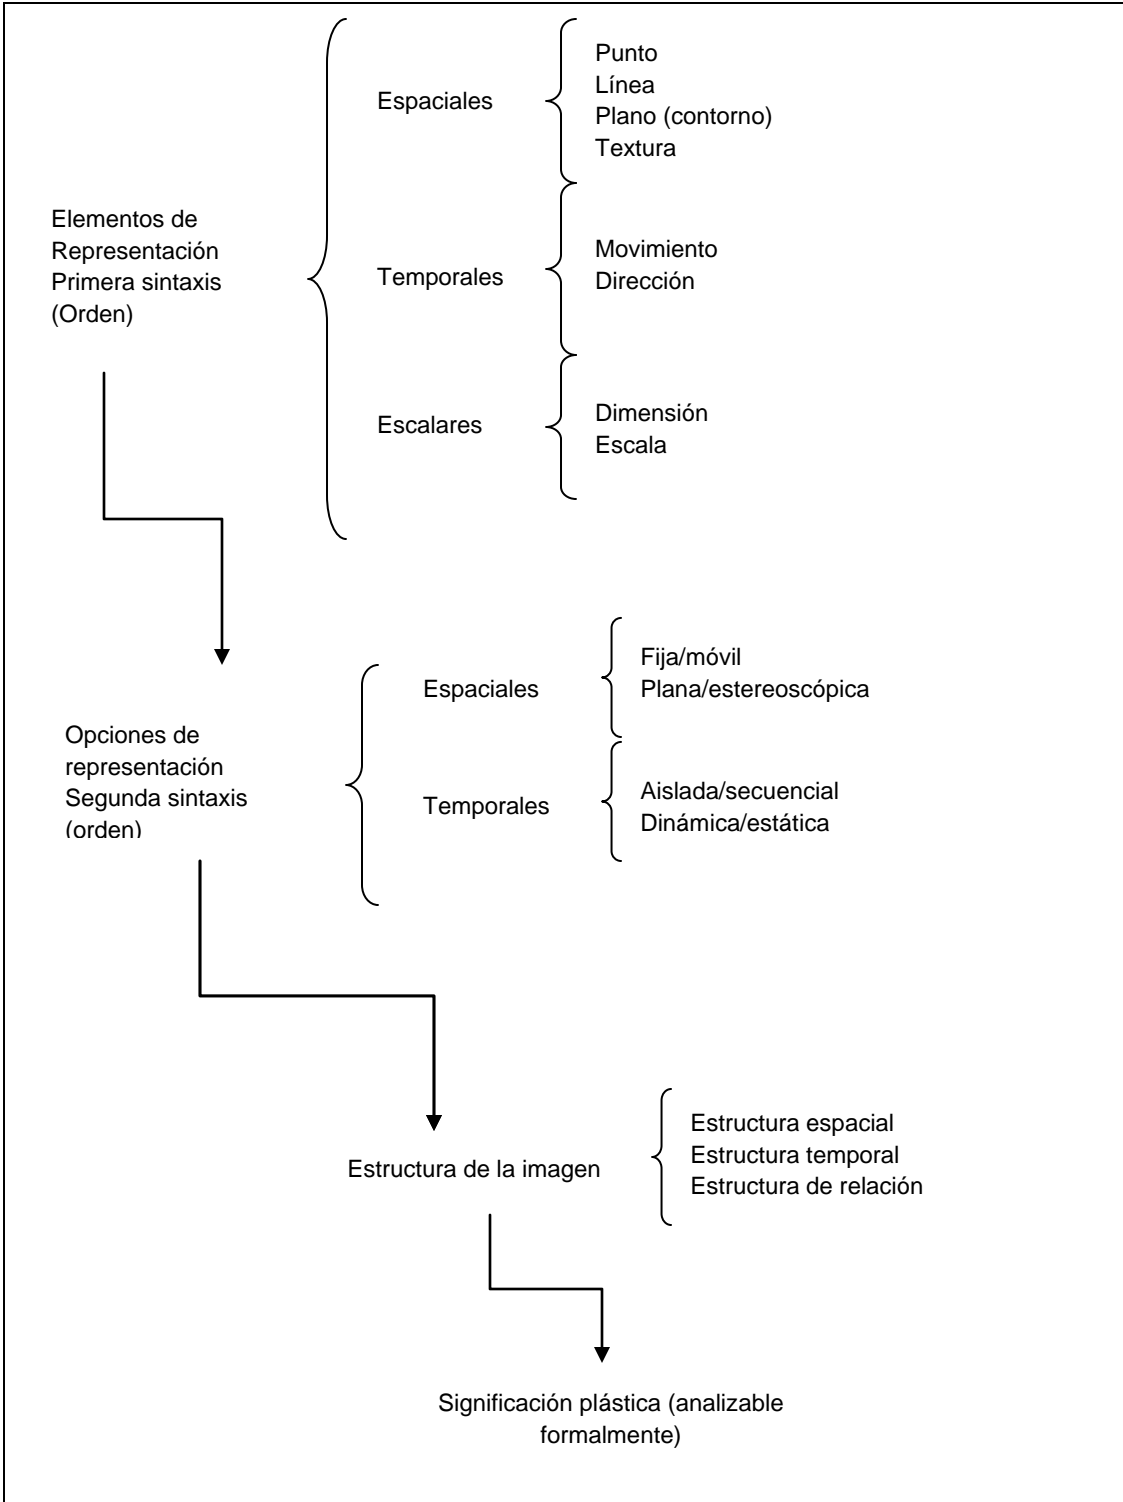 Elementos de
Representación
Primera sintaxis
(Orden)
Espaciales
Punto
Línea
Plano (contorno)
Textura
Temporales
Movimiento
Dirección
Escalares
Dimensión
Escala
Opciones de
representación
Segunda sintaxis
(orden)
Espaciales
Fija/móvil
Plana/estereoscópica
Temporales
Aislada/secuencial
Dinámica/estática
Estructura de la imagen
Estructura espacial
Estructura temporal
Estructura de relación
Significación plástica (analizable
formalmente)